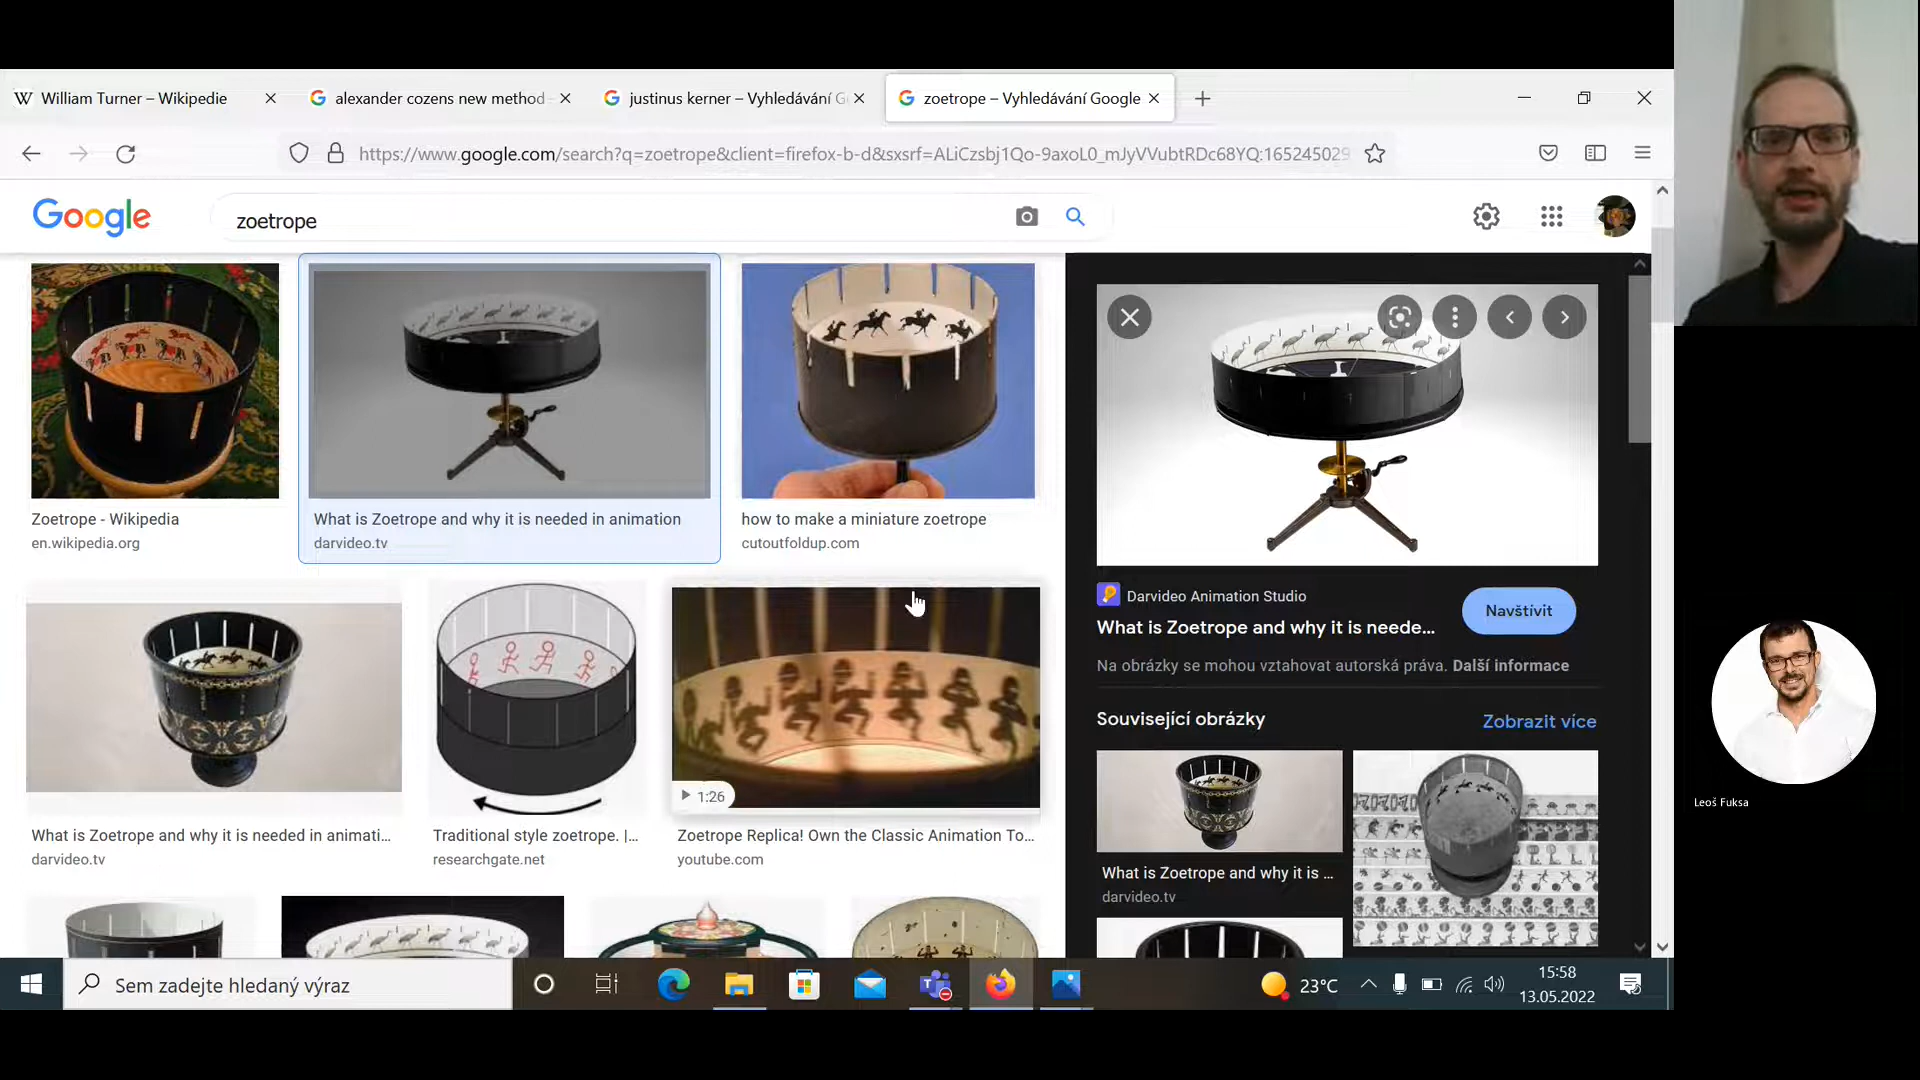 William Turner – Wikipedie
alexander cozens new method
justinus kerner – Vyhledávání G
zoetrope – Vyhledávání Google
https://www.google.com/search?q=zoetrope&client=firefox-b-d&sxsrf=ALiCzsbj1Qo-9axoL0_mJyVVubtRDc68YQ:165245029
Google
zoetrope
Zoetrope - Wikipedia
en.wikipedia.org
What is Zoetrope and why it is needed in animation
darvideo.tv
how to make a miniature zoetrope
cutoutfoldup.com
Darvideo Animation Studio
What is Zoetrope and why it is neede...
Navštívit
Na obrázky se mohou vztahovat autorská práva. Další informace
Související obrázky
Zobrazit více
1:26
What is Zoetrope and why it is needed in animati...
darvideo.tv
Traditional style zoetrope. |...
researchgate.net
Zoetrope Replica! Own the Classic Animation To...
youtube.com
What is Zoetrope and why it is ...
darvideo.tv
Leoš Fuksa
Sem zadejte hledaný výraz
23°C
15:58
13.05.2022